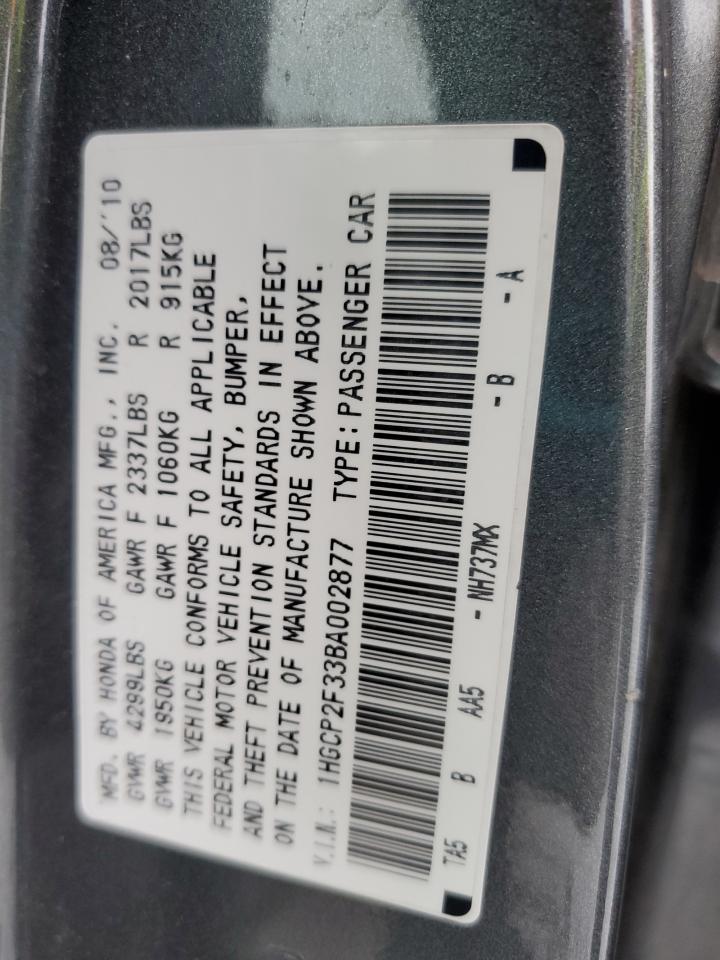 MFD. BY HONDA OF AMERICA MFG., INC. 08/'10
GVWR 4299LBS GAWR F 2337LBS R 2017LBS
GVWR 1950KG GAWR F 1060KG R 915KG
THIS VEHICLE CONFORMS TO ALL APPLICABLE
FEDERAL MOTOR VEHICLE SAFETY, BUMPER,
AND THEFT PREVENTION STANDARDS IN EFFECT
ON THE DATE OF MANUFACTURE SHOWN ABOVE.
V.I.N.: 1HGCP2F33BA002877 TYPE: PASSENGER CAR
TA5 B AA5 - NH737MX - B - A